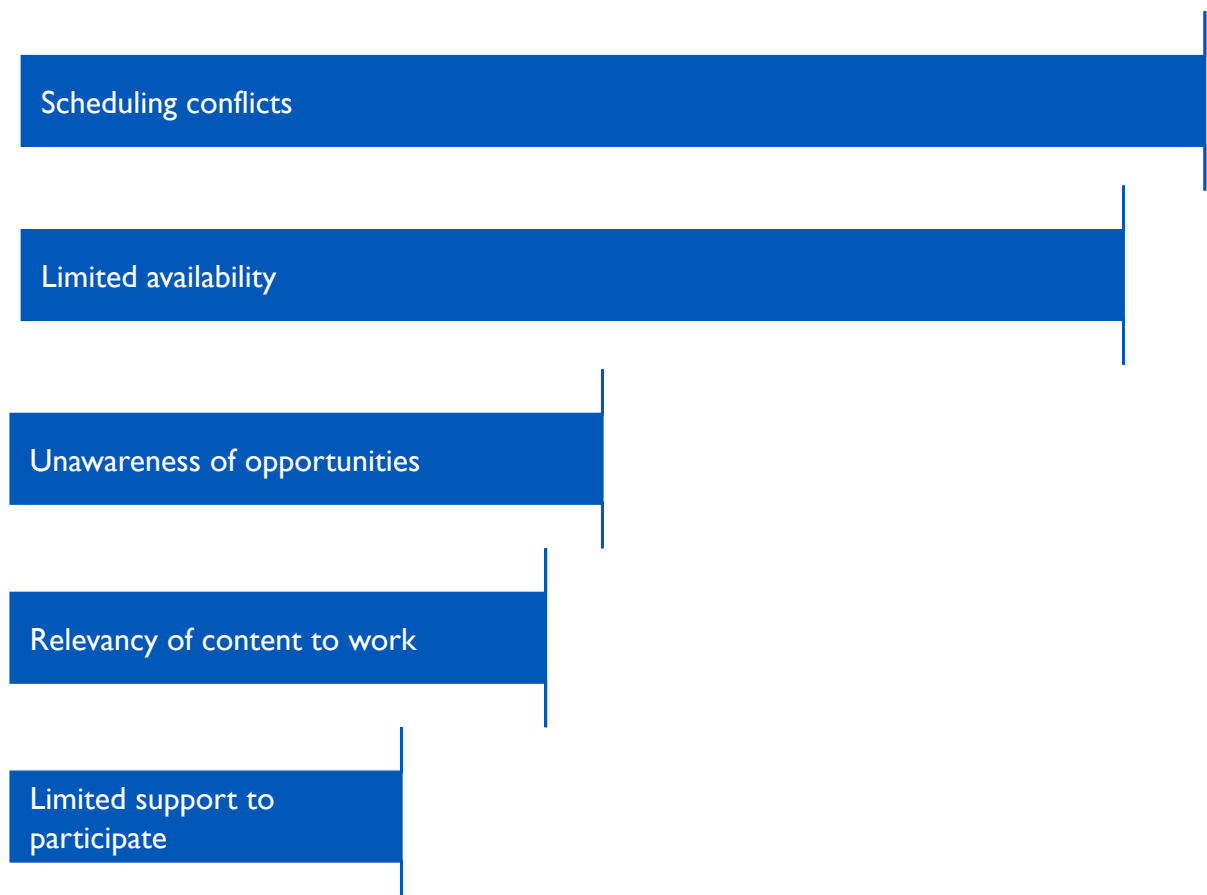 Scheduling conflicts
Limited availability
Unawareness of opportunities
Relevancy of content to work
Limited support to
participate